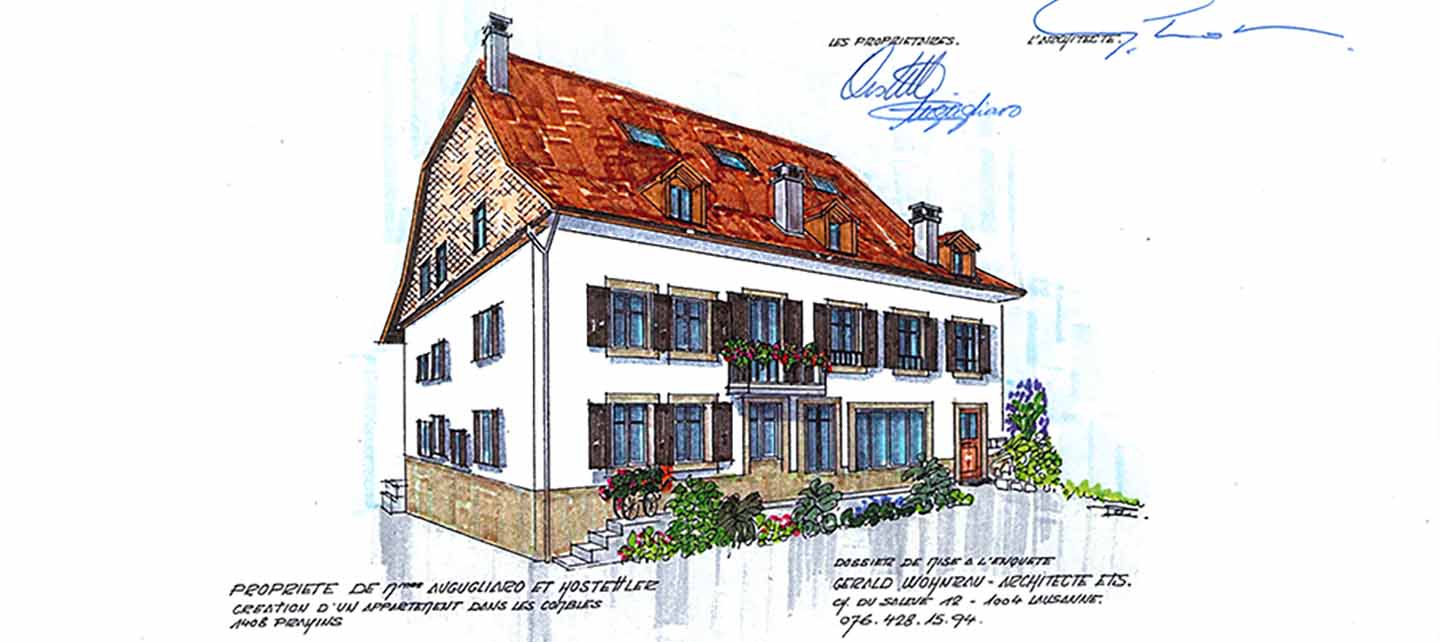 LES PROPRIETAIRES.
L'ARCHITECTE.
PROPRIETE DE Mmes AUGUGLIARO ET HOSTETTLER
CREATION D'UN APPARTEMENT DANS LES COMBLES
1408 PRAHINS
DOSSIER DE MISE A L'ENQUETE
GERALD WOHNRAU - ARCHITECTE ETS.
CH. DU SALEVE 12 - 1004 LAUSANNE.
076.428.15.94.